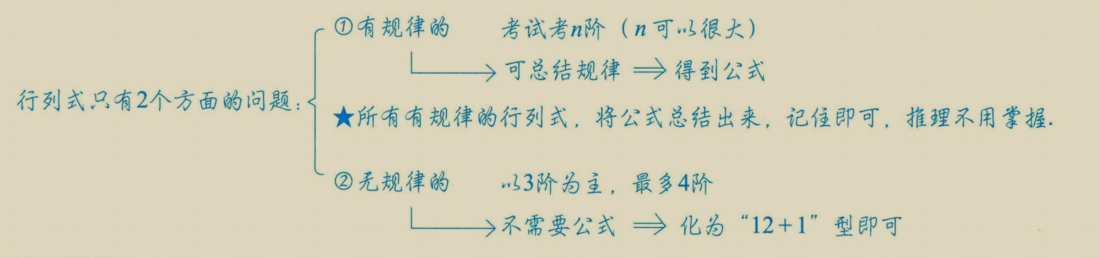 ①有规律的 考试考n阶（n可以很大）
可总结规律 ⟹ 得到公式
行列式只有2个方面的问题：
★所有有规律的行列式，将公式总结出来，记住即可，推理不用掌握.
②无规律的 以3阶为主，最多4阶
不需要公式 ⟹ 化为“12+1”型即可